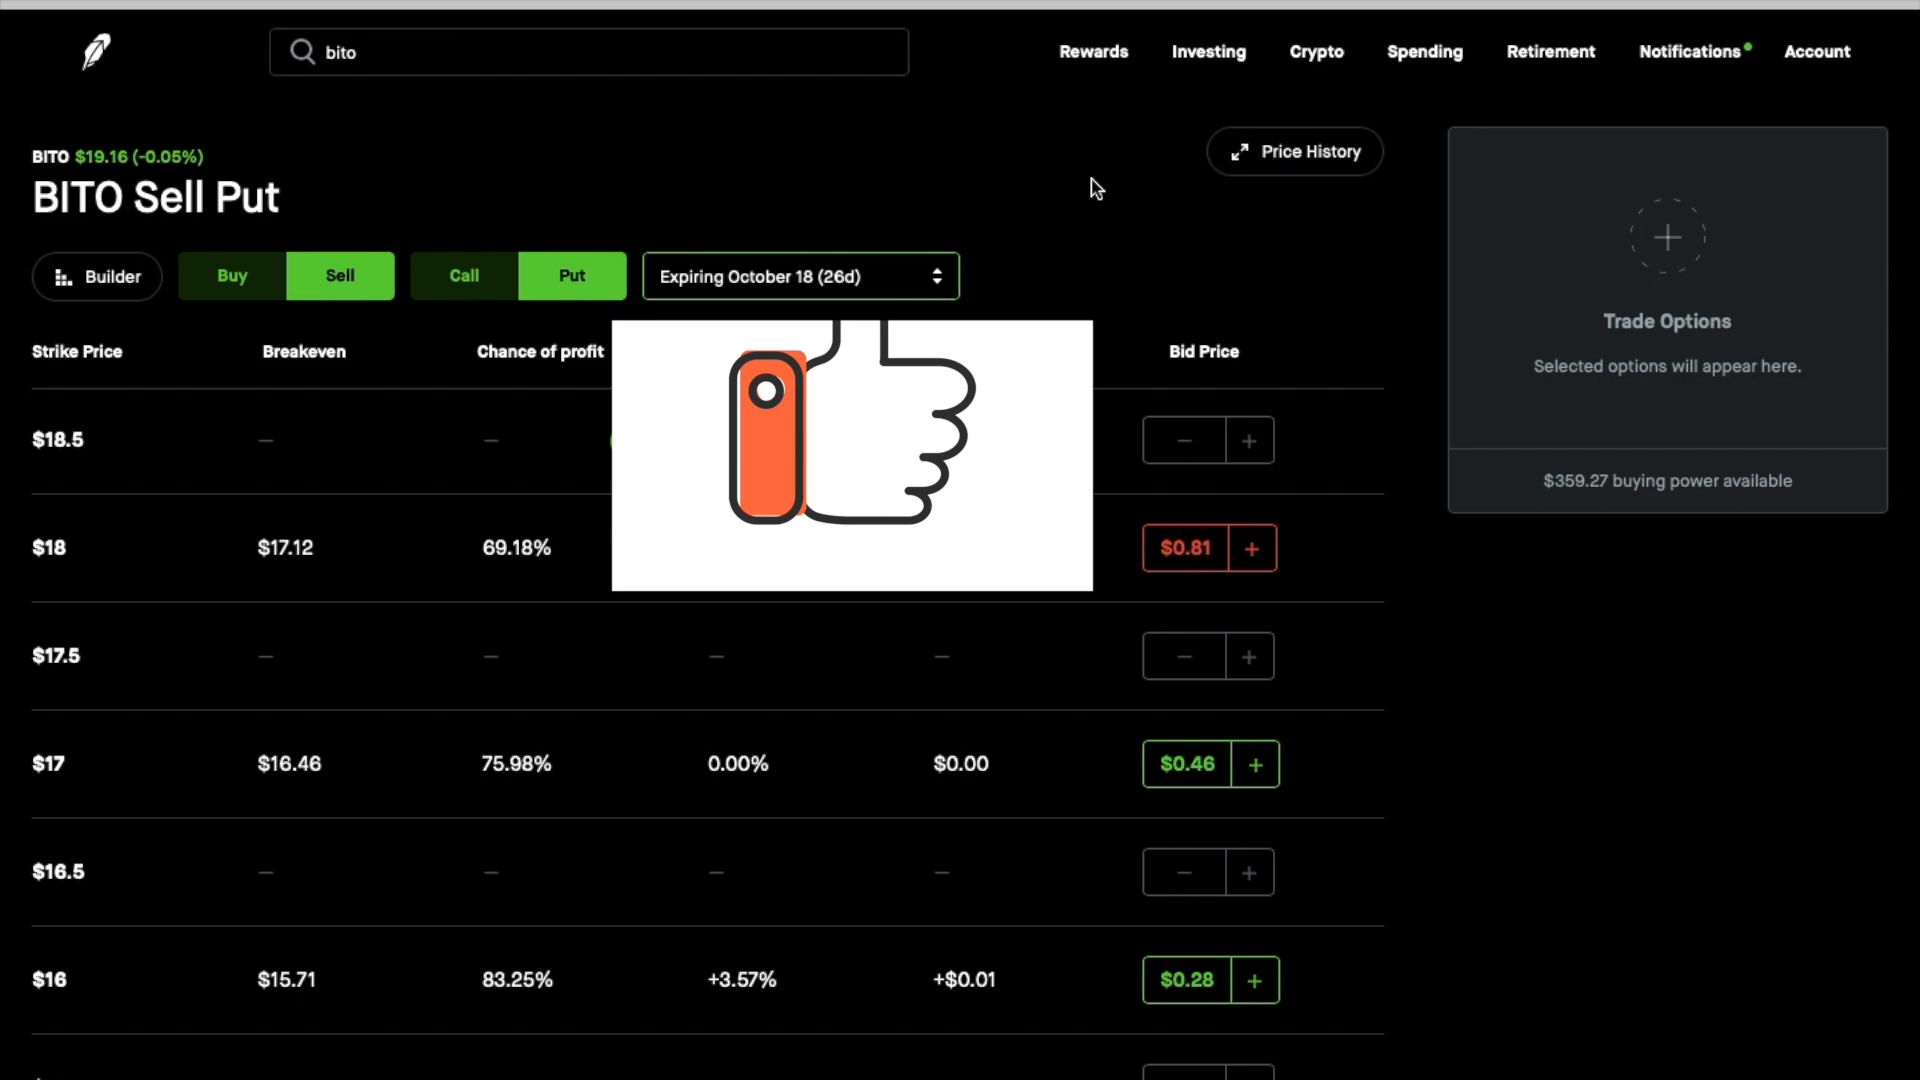 bito
Rewards Investing Crypto Spending Retirement Notifications Account
BITO $19.16 (-0.05%)
Price History
BITO Sell Put
Builder Buy Sell Call Put Expiring October 18 (26d)
Trade Options
Selected options will appear here.
$359.27 buying power available
Strike Price Breakeven Chance of profit Bid Price
$18.5 — — — +
$18 $17.12 69.18% $0.81 +
$17.5 — — — — — +
$17 $16.46 75.98% 0.00% $0.00 $0.46 +
$16.5 — — — — — +
$16 $15.71 83.25% +3.57% +$0.01 $0.28 +